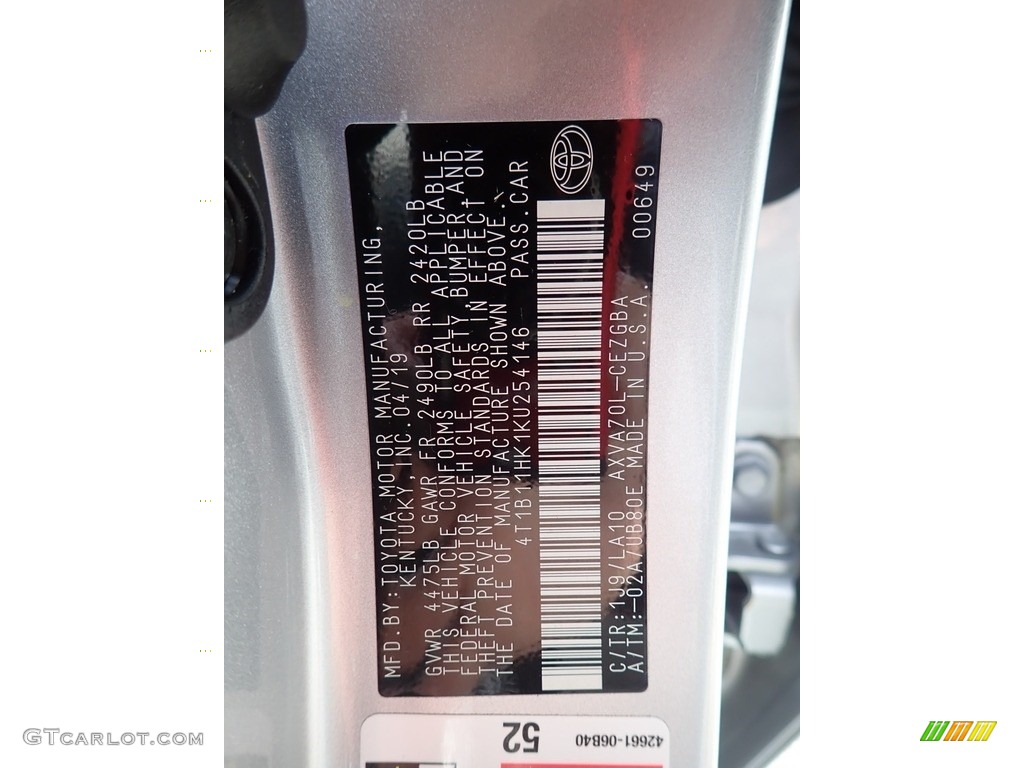 MFD.BY:TOYOTA MOTOR MANUFACTURING,
KENTUCKY,INC.04/19
GVWR 4475LB GAWR FR 2490LB RR 2420LB
THIS VEHICLE CONFORMS TO ALL APPLICABLE
FEDERAL MOTOR VEHICLE SAFETY,BUMPER,AND
THEFT PREVENTION STANDARDS IN EFFECT ON
THE DATE OF MANUFACTURE SHOWN ABOVE.
4T1B11HK1KU254146 PASS.CAR
C/TR:1J9/LA10 AXVA70L-CEZGBA
A/TM:-02A/UB80E MADE IN U.S.A. 00649
52
42661-06B40
GTCarLot.com